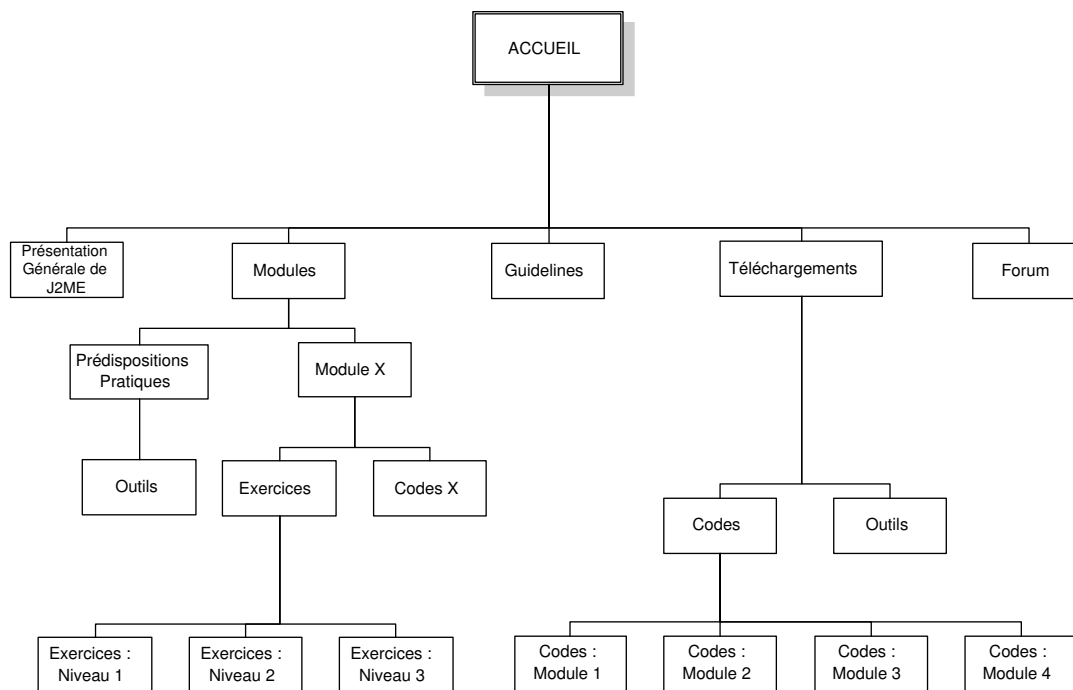 ACCUEIL
Présentation
Générale de
J2ME
Modules
Guidelines
Téléchargements
Forum
Prédispositions
Pratiques
Module X
Outils
Exercices
Codes X
Codes
Outils
Exercices :
Niveau 1
Exercices :
Niveau 2
Exercices :
Niveau 3
Codes :
Module 1
Codes :
Module 2
Codes :
Module 3
Codes :
Module 4